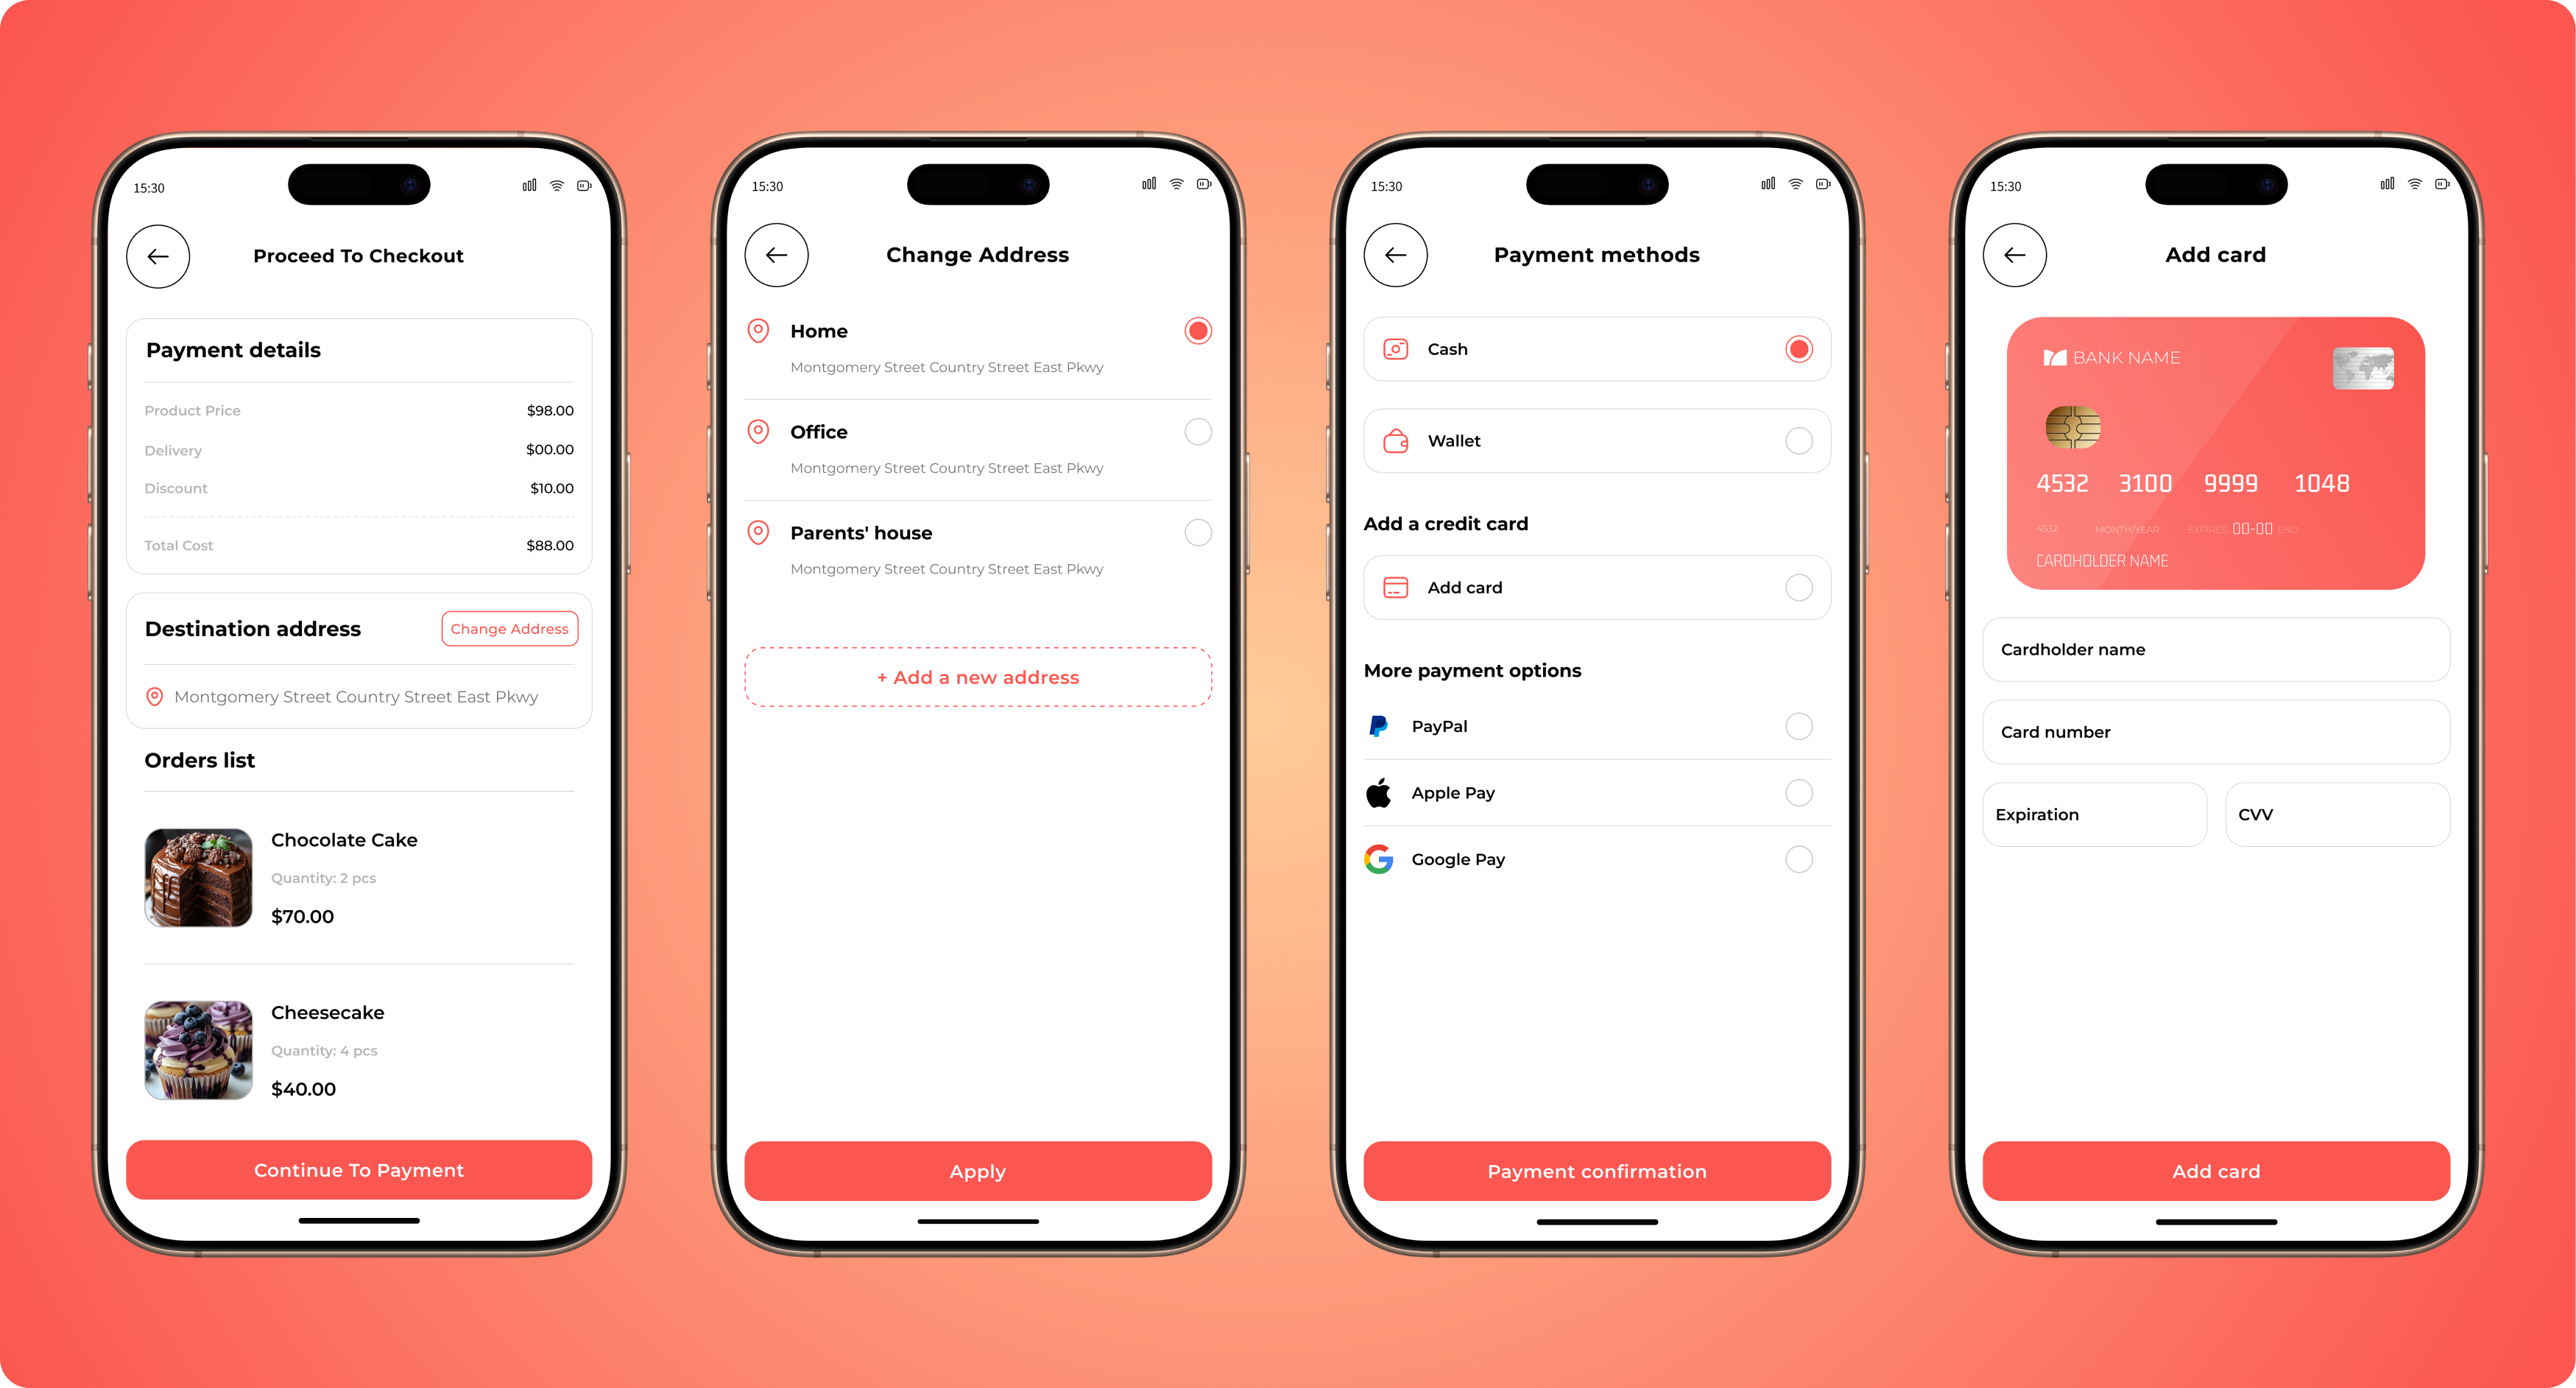 15:30
Proceed To Checkout
Payment details
Product Price $98.00
Delivery $00.00
Discount $10.00
Total Cost $88.00
Destination address Change Address
Montgomery Street Country Street East Pkwy
Orders list
Chocolate Cake
Quantity: 2 pcs
$70.00
Cheesecake
Quantity: 4 pcs
$40.00
Continue To Payment
15:30
Change Address
Home
Montgomery Street Country Street East Pkwy
Office
Montgomery Street Country Street East Pkwy
Parents' house
Montgomery Street Country Street East Pkwy
+ Add a new address
Apply
15:30
Payment methods
Cash
Wallet
Add a credit card
Add card
More payment options
PayPal
Apple Pay
Google Pay
Payment confirmation
15:30
Add card
BANK NAME
4532 3100 9999 1048
4532 MONTH/YEAR EXPIRES 00-00 END
CARDHOLDER NAME
Cardholder name
Card number
Expiration CVV
Add card